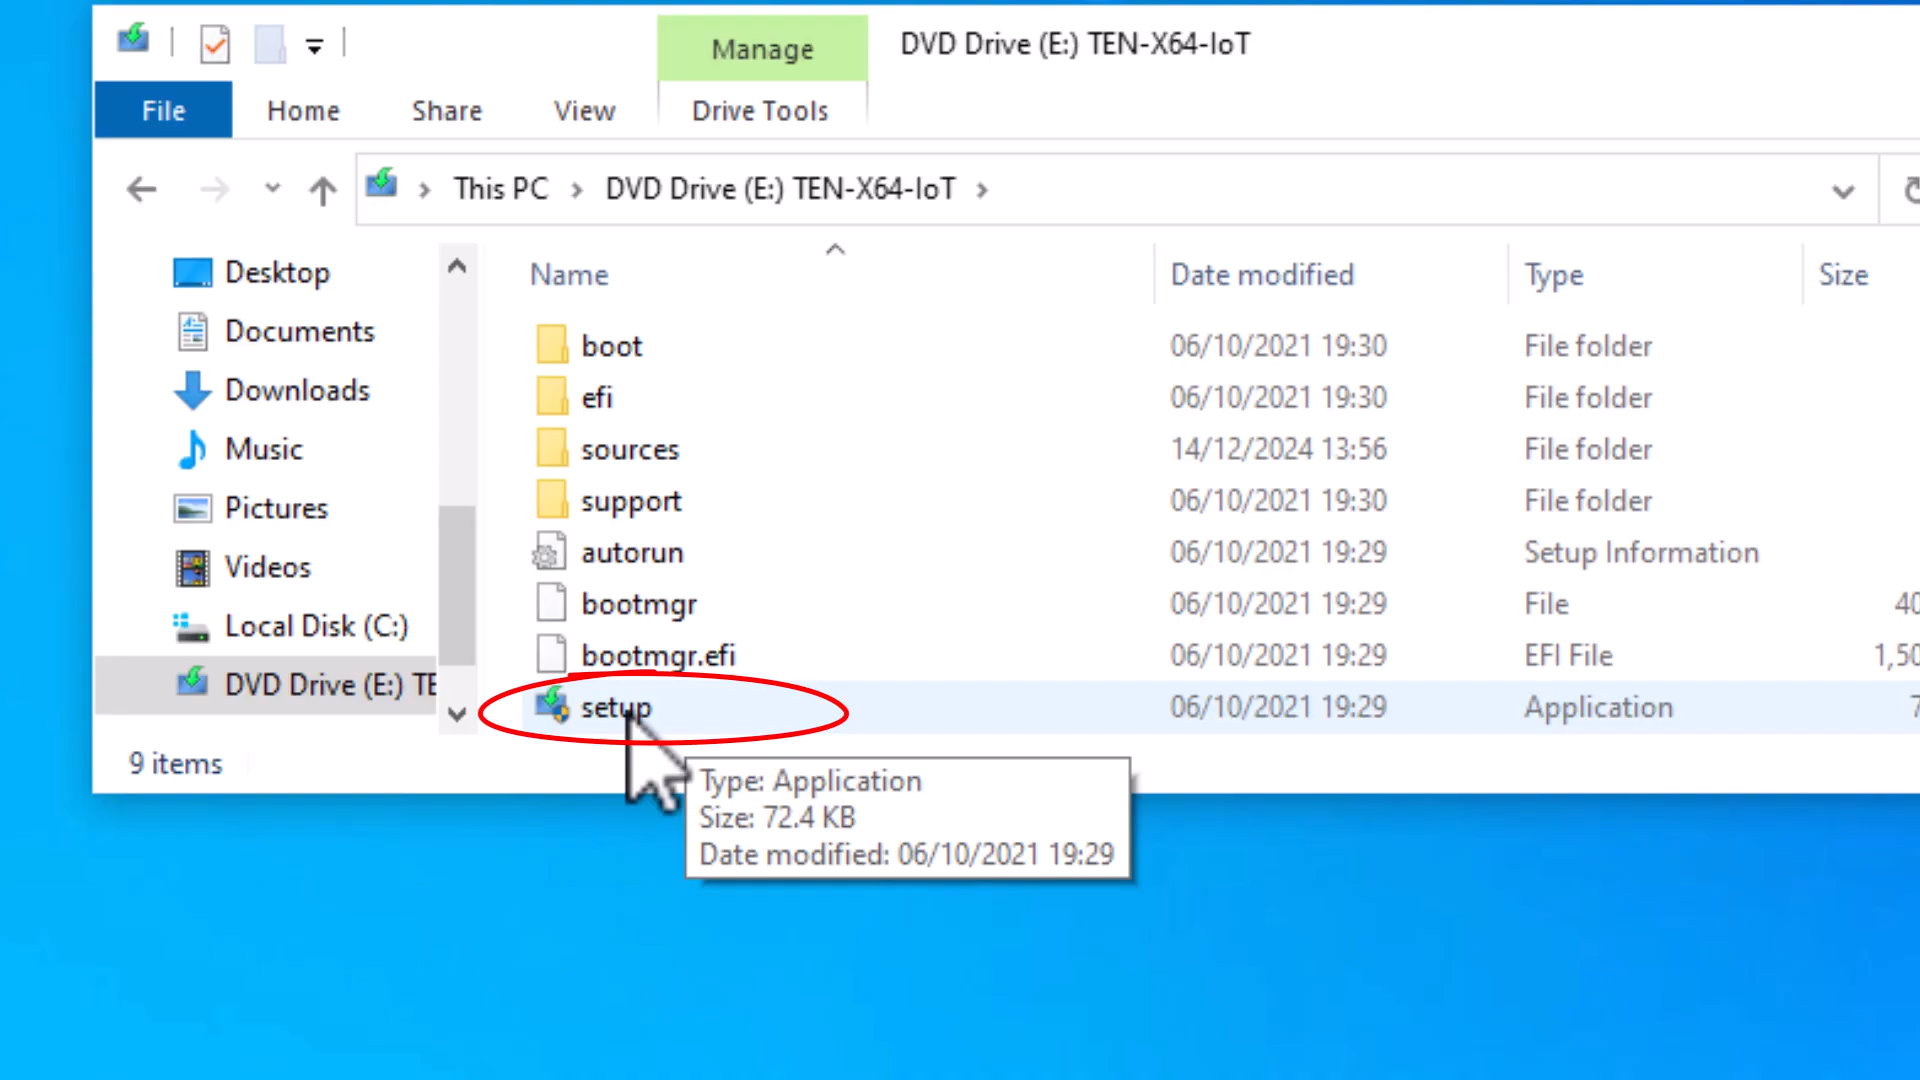 Manage
DVD Drive (E:) TEN-X64-IoT
File Home Share View Drive Tools
This PC DVD Drive (E:) TEN-X64-IoT
Desktop
Documents
Downloads
Music
Pictures
Videos
Local Disk (C:)
DVD Drive (E:) TE
Name Date modified Type Size
boot 06/10/2021 19:30 File folder
efi 06/10/2021 19:30 File folder
sources 14/12/2024 13:56 File folder
support 06/10/2021 19:30 File folder
autorun 06/10/2021 19:29 Setup Information
bootmgr 06/10/2021 19:29 File 40
bootmgr.efi 06/10/2021 19:29 EFI File 1,50
setup 06/10/2021 19:29 Application 7
9 items
Type: Application
Size: 72.4 KB
Date modified: 06/10/2021 19:29